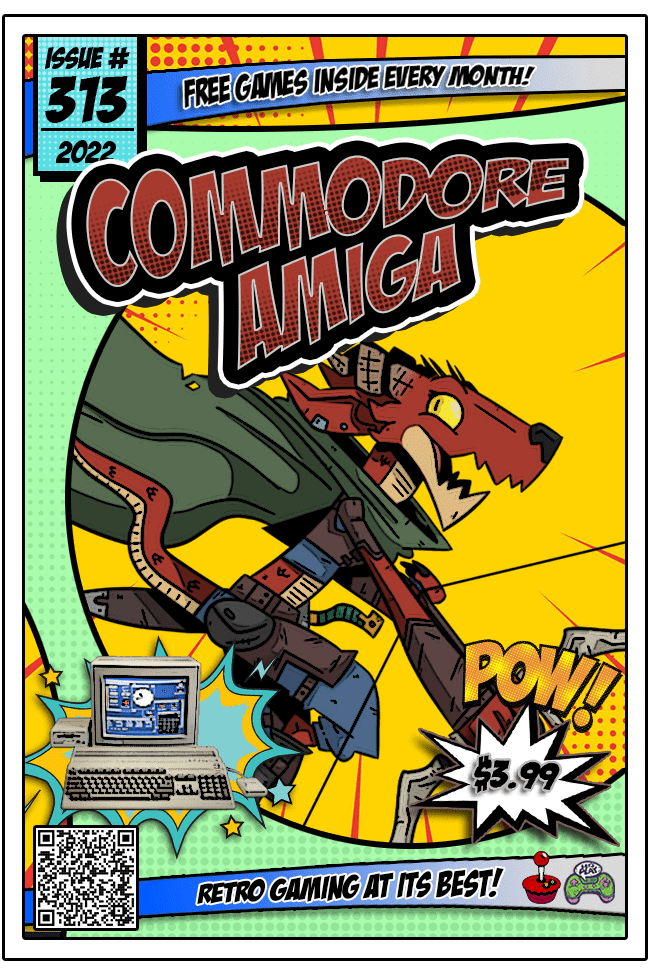 ISSUE #
313
2022
FREE GAMES INSIDE EVERY MONTH!
COMMODORE
AMIGA
POW!
$3.99
RETRO GAMING AT ITS BEST!